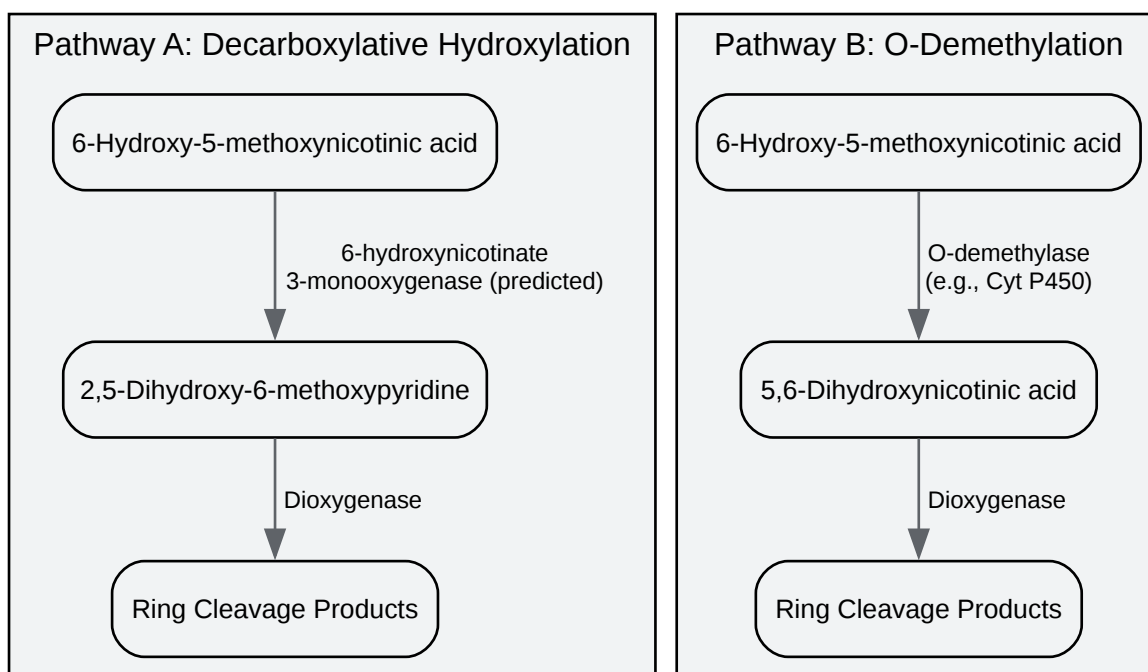 Pathway A: Decarboxylative Hydroxylation
6-Hydroxy-5-methoxynicotinic acid
6-hydroxynicotinate
3-monooxygenase (predicted)
2,5-Dihydroxy-6-methoxypyridine
Dioxygenase
Ring Cleavage Products
Pathway B: O-Demethylation
6-Hydroxy-5-methoxynicotinic acid
O-demethylase
(e.g., Cyt P450)
5,6-Dihydroxynicotinic acid
Dioxygenase
Ring Cleavage Products